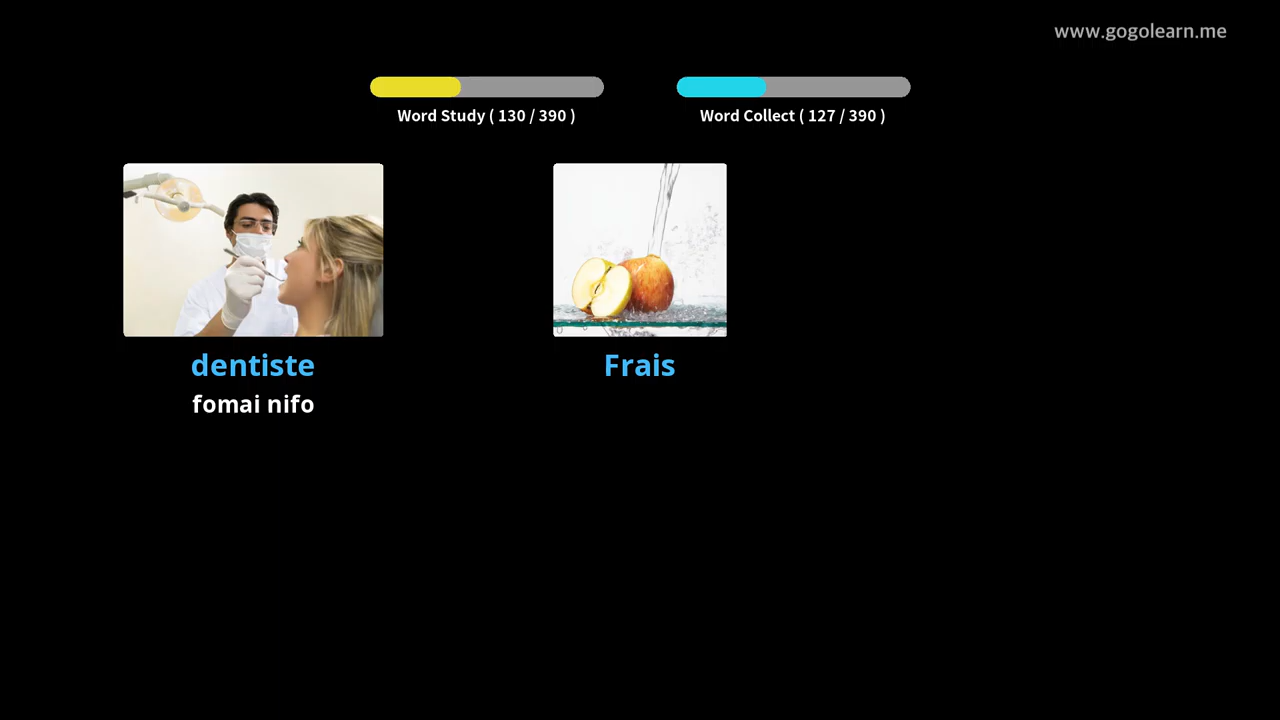 www.gogolearn.me
Word Study ( 130 / 390 )
Word Collect ( 127 / 390 )
dentiste
fomai nifo
Frais